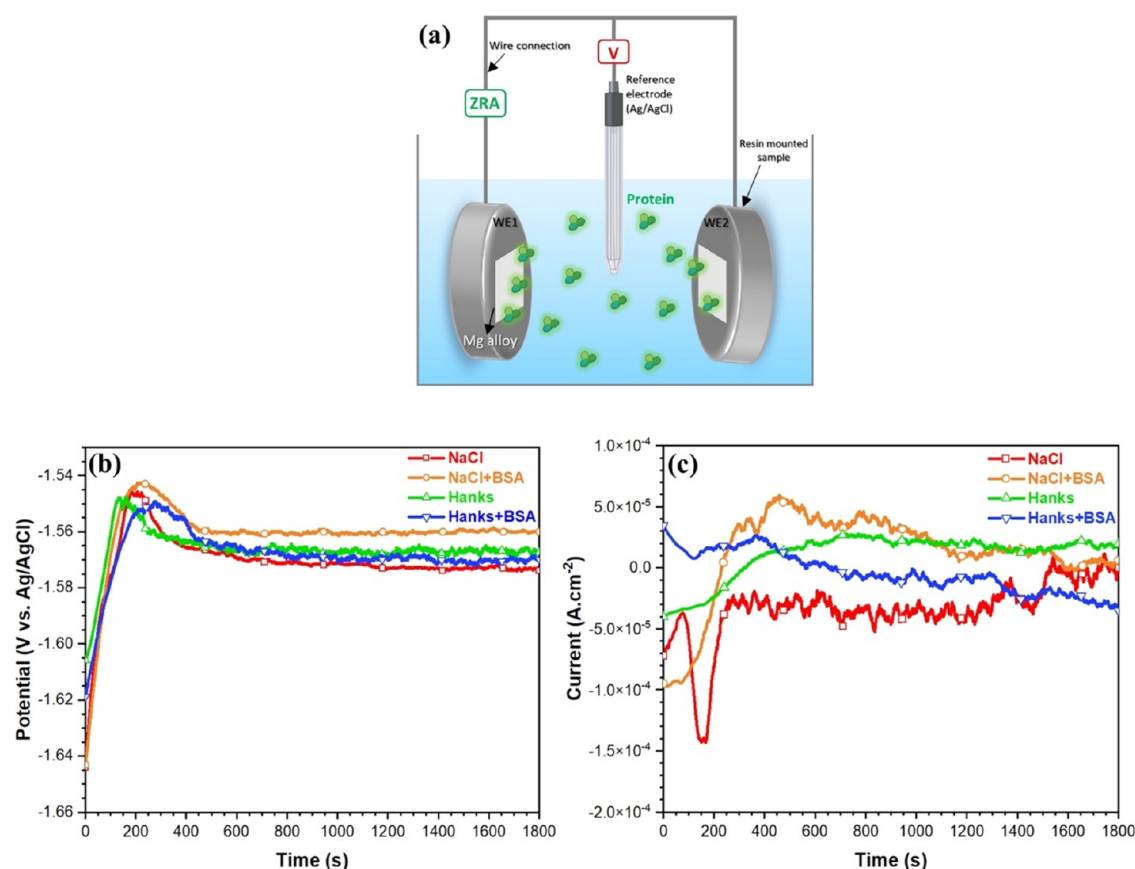 (a)
Wire connection
V
ZRA
Reference
electrode
(Ag/AgCl)
Resin mounted
sample
Protein
WE1
WE2
Mg alloy
(b)
NaCl
NaCl+BSA
Hanks
Hanks+BSA
-1.54
-1.56
-1.57
-1.58
-1.60
-1.62
-1.64
-1.66
Potential (V vs. Ag/AgCl)
0 200 400 600 800 1000 1200 1400 1600 1800
Time (s)
(c)
NaCl
NaCl+BSA
Hanks
Hanks+BSA
1.0×10⁻⁴
5.0×10⁻⁵
0.0
-5.0×10⁻⁵
-1.0×10⁻⁴
-1.5×10⁻⁴
-2.0×10⁻⁴
Current (A.cm⁻²)
0 200 400 600 800 1000 1200 1400 1600 1800
Time (s)